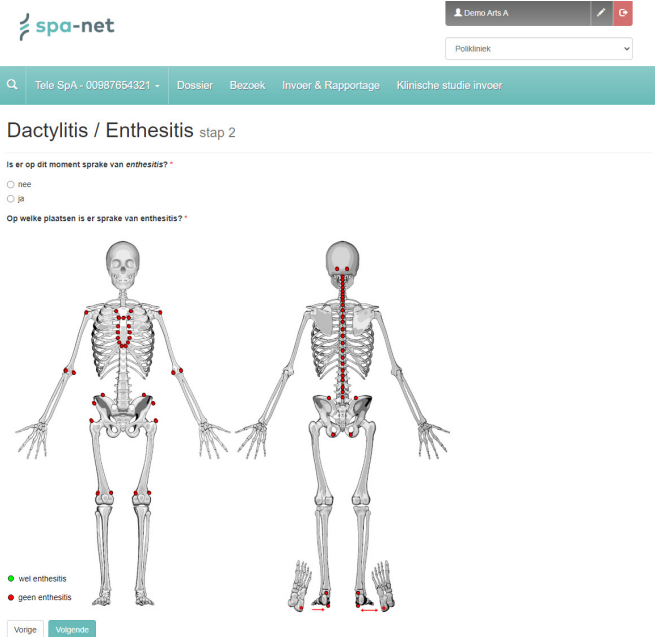 spa-net
Demo Arts A
Polikliniek
Tele SpA - 00987654321
Dossier
Bezoek
Invoer & Rapportage
Klinische studie invoer
Dactylitis / Enthesitis stap 2
Is er op dit moment sprake van enthesitis? *
nee
ja
Op welke plaatsen is er sprake van enthesitis? *
wel enthesitis
geen enthesitis
Vorige
Volgende